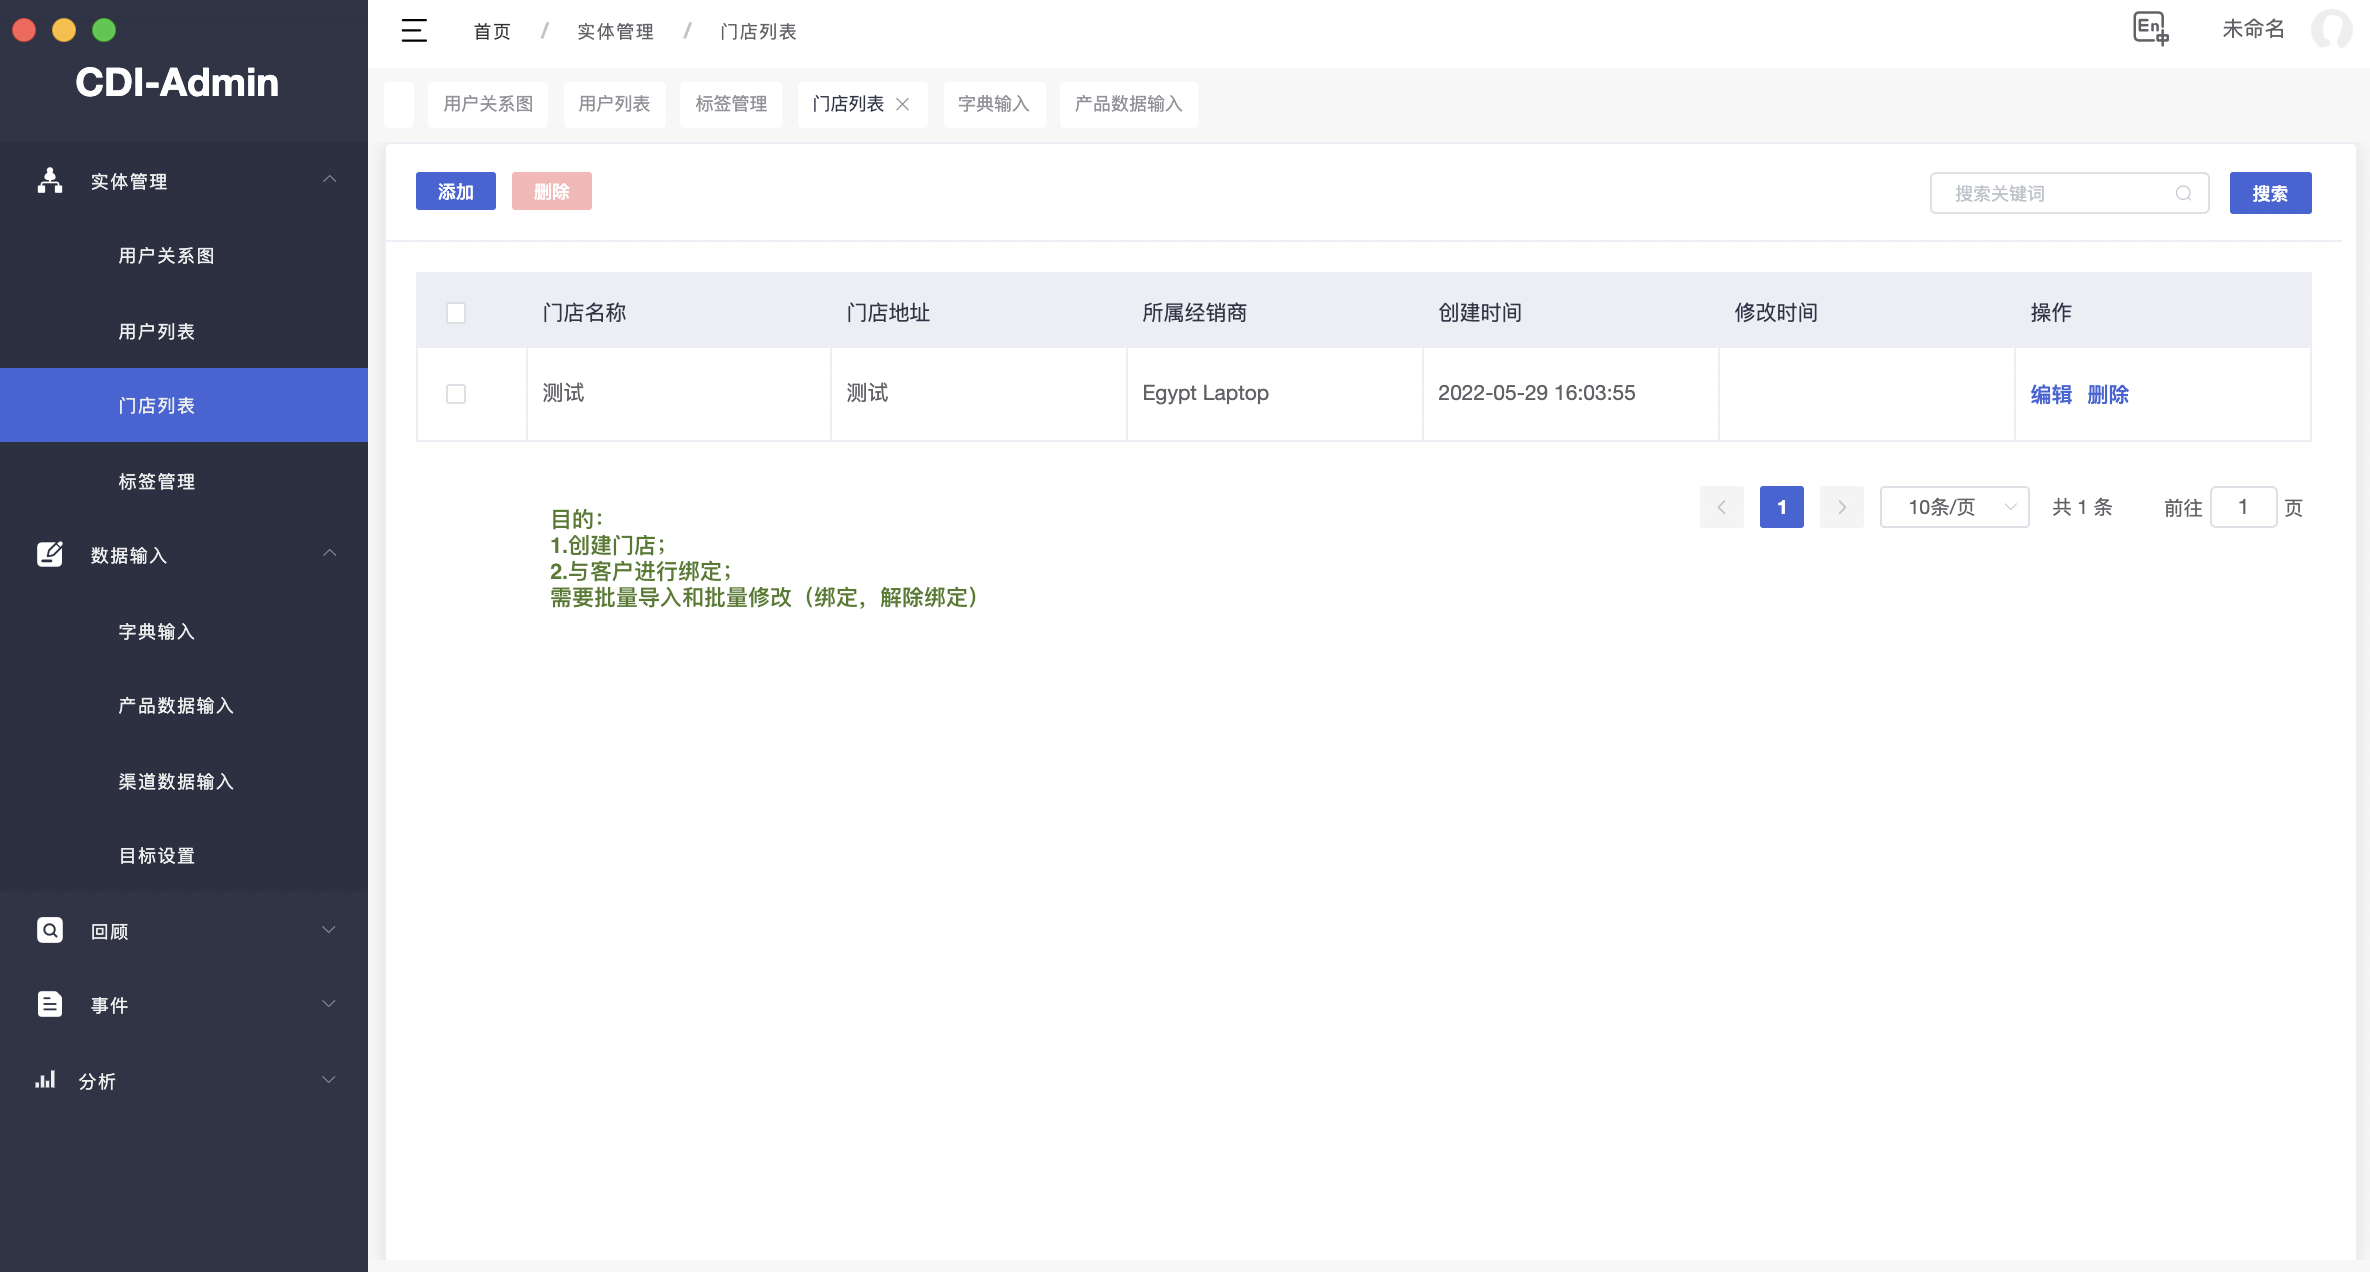 CDI-Admin
实体管理
用户关系图
用户列表
门店列表
标签管理
数据输入
字典输入
产品数据输入
渠道数据输入
目标设置
回顾
事件
分析
首页 / 实体管理 / 门店列表
En中 未命名
用户关系图 用户列表 标签管理 门店列表 字典输入 产品数据输入
添加 删除 搜索关键词 搜索
门店名称 门店地址 所属经销商 创建时间 修改时间 操作
测试 测试 Egypt Laptop 2022-05-29 16:03:55 编辑 删除
1 10条/页 共 1 条 前往 1 页
目的：
1.创建门店；
2.与客户进行绑定；
需要批量导入和批量修改（绑定，解除绑定）